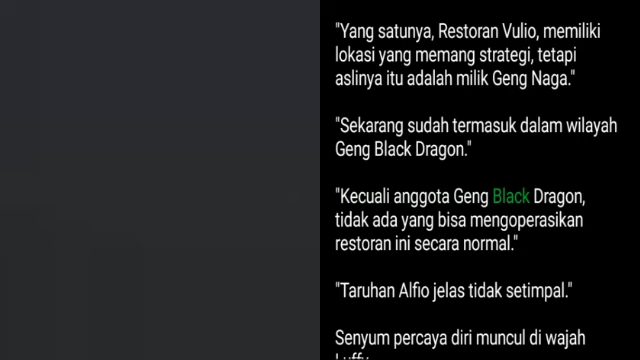 "Yang satunya, Restoran Vulio, memiliki
lokasi yang memang strategi, tetapi
aslinya itu adalah milik Geng Naga."
"Sekarang sudah termasuk dalam wilayah
Geng Black Dragon."
"Kecuali anggota Geng Black Dragon,
tidak ada yang bisa mengoperasikan
restoran ini secara normal."
"Taruhan Alfio jelas tidak setimpal."
Senyum percaya diri muncul di wajah